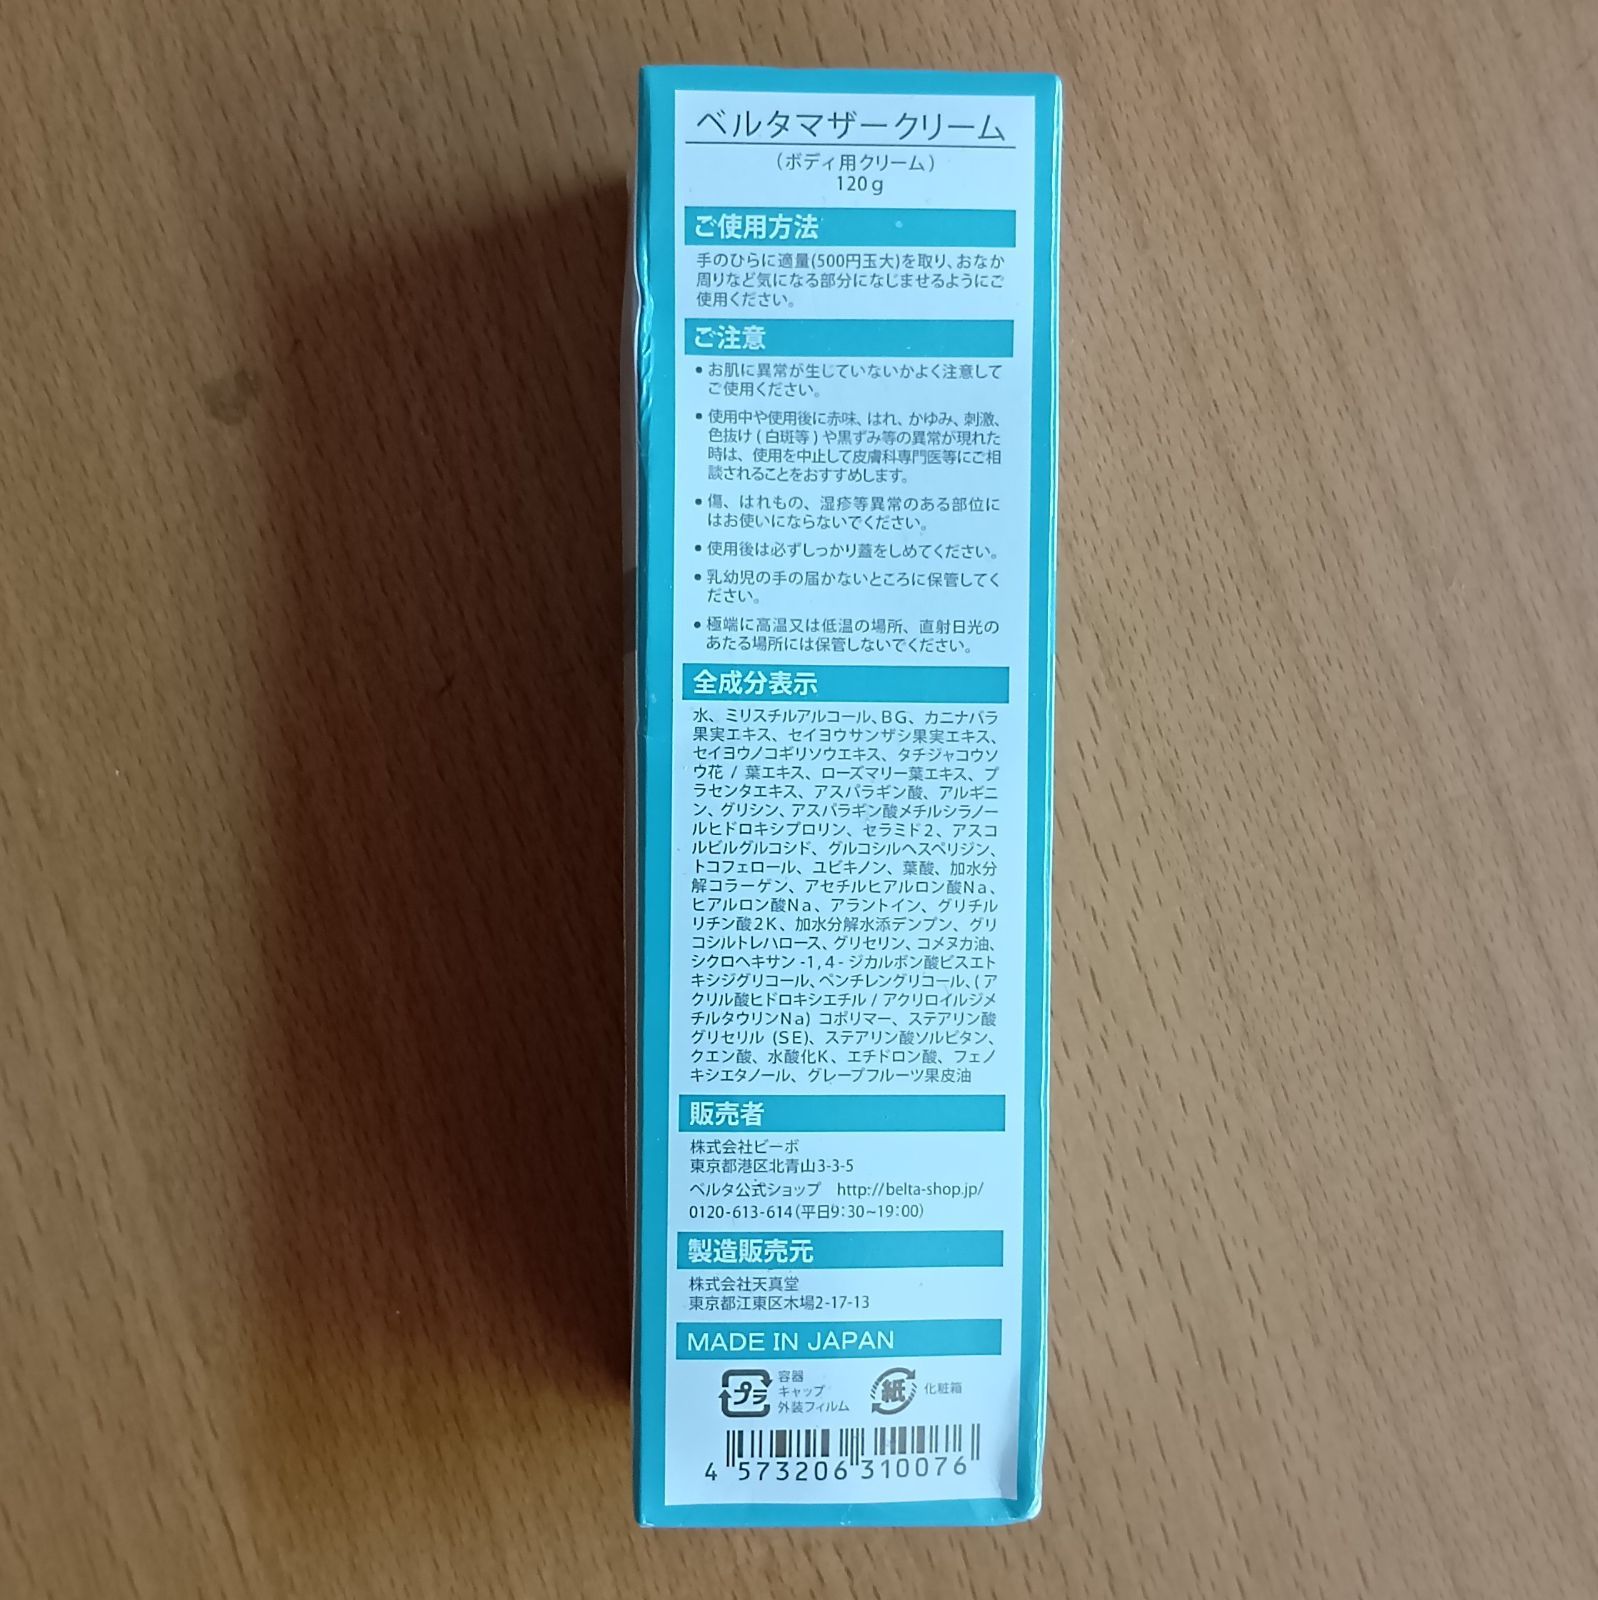 ベルタマザークリーム
（ボディ用クリーム）
120g
ご使用方法
手のひらに適量(500円玉大)を取り、おなか
周りなど気になる部分になじませるようにご
使用ください。
ご注意
• お肌に異常が生じていないかよく注意して
ご使用ください。
• 使用中や使用後に赤味、はれ、かゆみ、刺激、
色抜け(白斑等)や黒ずみ等の異常が現れた
時は、使用を中止して皮膚科専門医等にご相
談されることをおすすめします。
• 傷、はれもの、湿疹等異常のある部位に
はお使いにならないでください。
• 使用後は必ずしっかり蓋をしめてください。
• 乳幼児の手の届かないところに保管してく
ださい。
• 極端に高温又は低温の場所、直射日光の
あたる場所には保管しないでください。
全成分表示
水、ミリスチルアルコール、BG、カニナバラ
果実エキス、セイヨウサンザシ果実エキス、
セイヨウノコギリソウエキス、タチジャコウソ
ウ花/葉エキス、ローズマリー葉エキス、プ
ラセンタエキス、アスパラギン酸、アルギニ
ン、グリシン、アスパラギン酸メチルシラノー
ルヒドロキシプロリン、セラミド2、アスコ
ルビルグルコシド、グルコシルヘスペリジン、
トコフェロール、ユビキノン、葉酸、加水分
解コラーゲン、アセチルヒアルロン酸Na、
ヒアルロン酸Na、アラントイン、グリチル
リチン酸2K、加水分解水添デンプン、グリ
コシルトレハロース、グリセリン、コメヌカ油、
シクロヘキサン-1,4-ジカルボン酸ビスエト
キシジグリコール、ペンチレングリコール、(ア
クリル酸ヒドロキシエチル/アクリロイルジメ
チルタウリンNa)コポリマー、ステアリン酸
グリセリル(SE)、ステアリン酸ソルビタン、
クエン酸、水酸化K、エチドロン酸、フェノ
キシエタノール、グレープフルーツ果皮油
販売者
株式会社ビーボ
東京都港区北青山3-3-5
ベルタ公式ショップ http://belta-shop.jp/
0120-613-614(平日9:30~19:00)
製造販売元
株式会社天真堂
東京都江東区木場2-17-13
MADE IN JAPAN
プラ 容器
キャップ
外装フィルム
紙 化粧箱
4 573206 310076